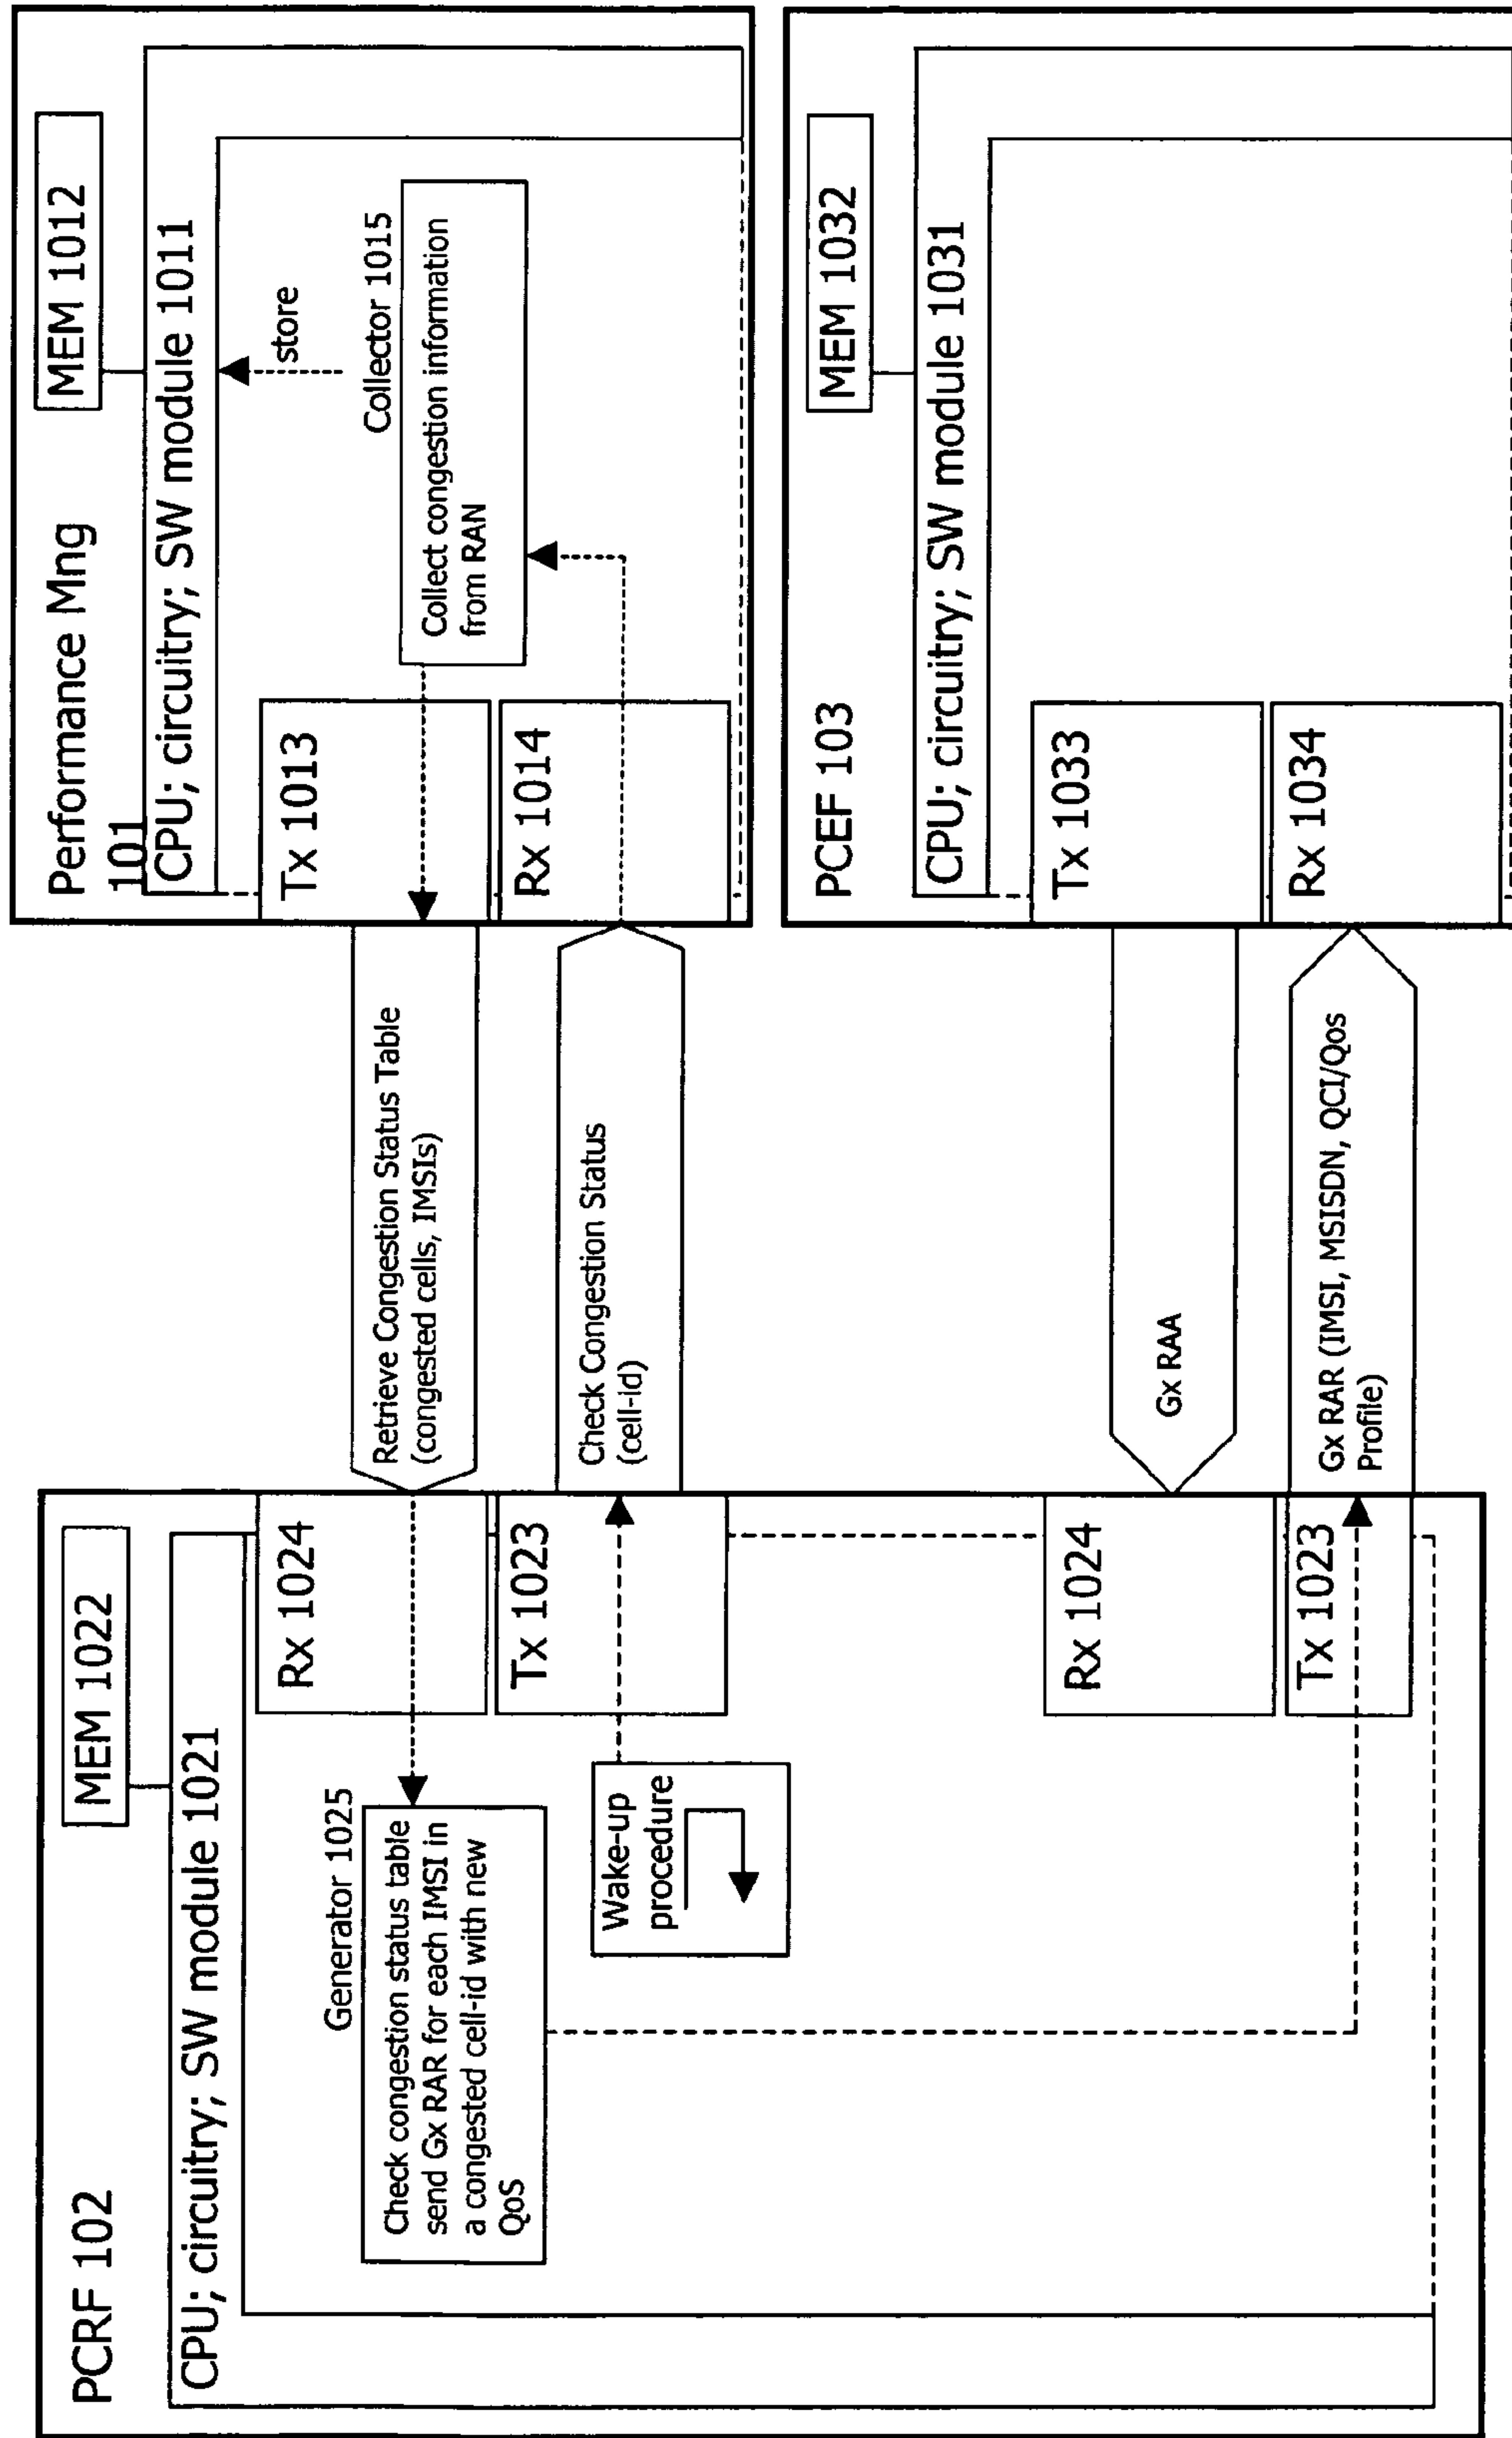 PCRF 102
MEM 1022
CPU; circuitry; SW module 1021
Rx 1024
Generator 1025
Check congestion status table
send Gx RAR for each IMSI in
a congested cell-id with new
QoS
Tx 1023
Wake-up
procedure
Rx 1024
Tx 1023
Retrieve Congestion Status Table
(congested cells, IMSIs)
Check Congestion Status
(cell-id)
Gx RAA
Gx RAR (IMSI, MSISDN, QCI/Qos
Profile)
Performance Mng
101
MEM 1012
CPU; circuitry; SW module 1011
Tx 1013
store
Collector 1015
Collect congestion information
from RAN
Rx 1014
PCEF 103
MEM 1032
CPU; circuitry; SW module 1031
Tx 1033
Rx 1034